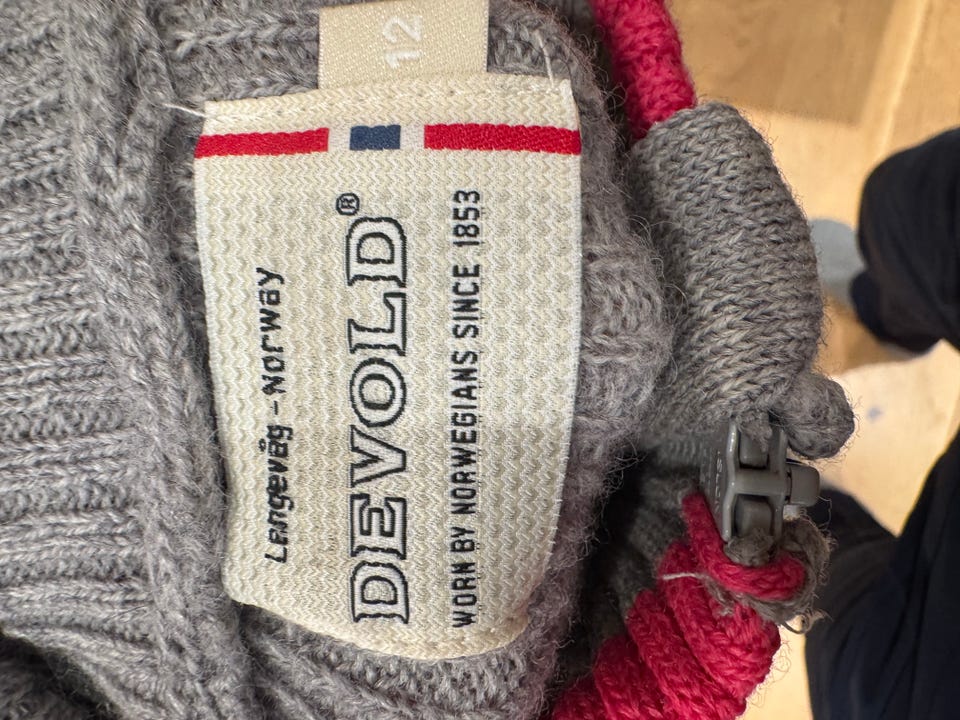 12
Langevåg - Norway
DEVOLD®
WORN BY NORWEGIANS SINCE 1853